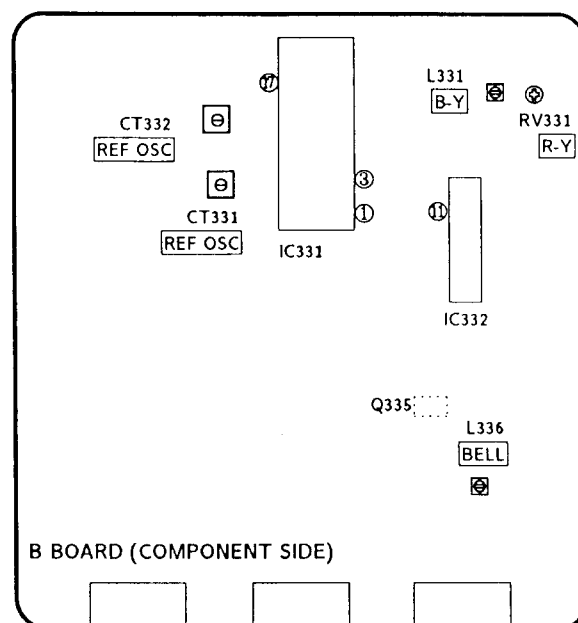 L331
B-Y
RV331
R-Y
17
CT332
REF OSC
3
CT331
1
11
REF OSC
IC331
IC332
Q335
L336
BELL
B BOARD (COMPONENT SIDE)